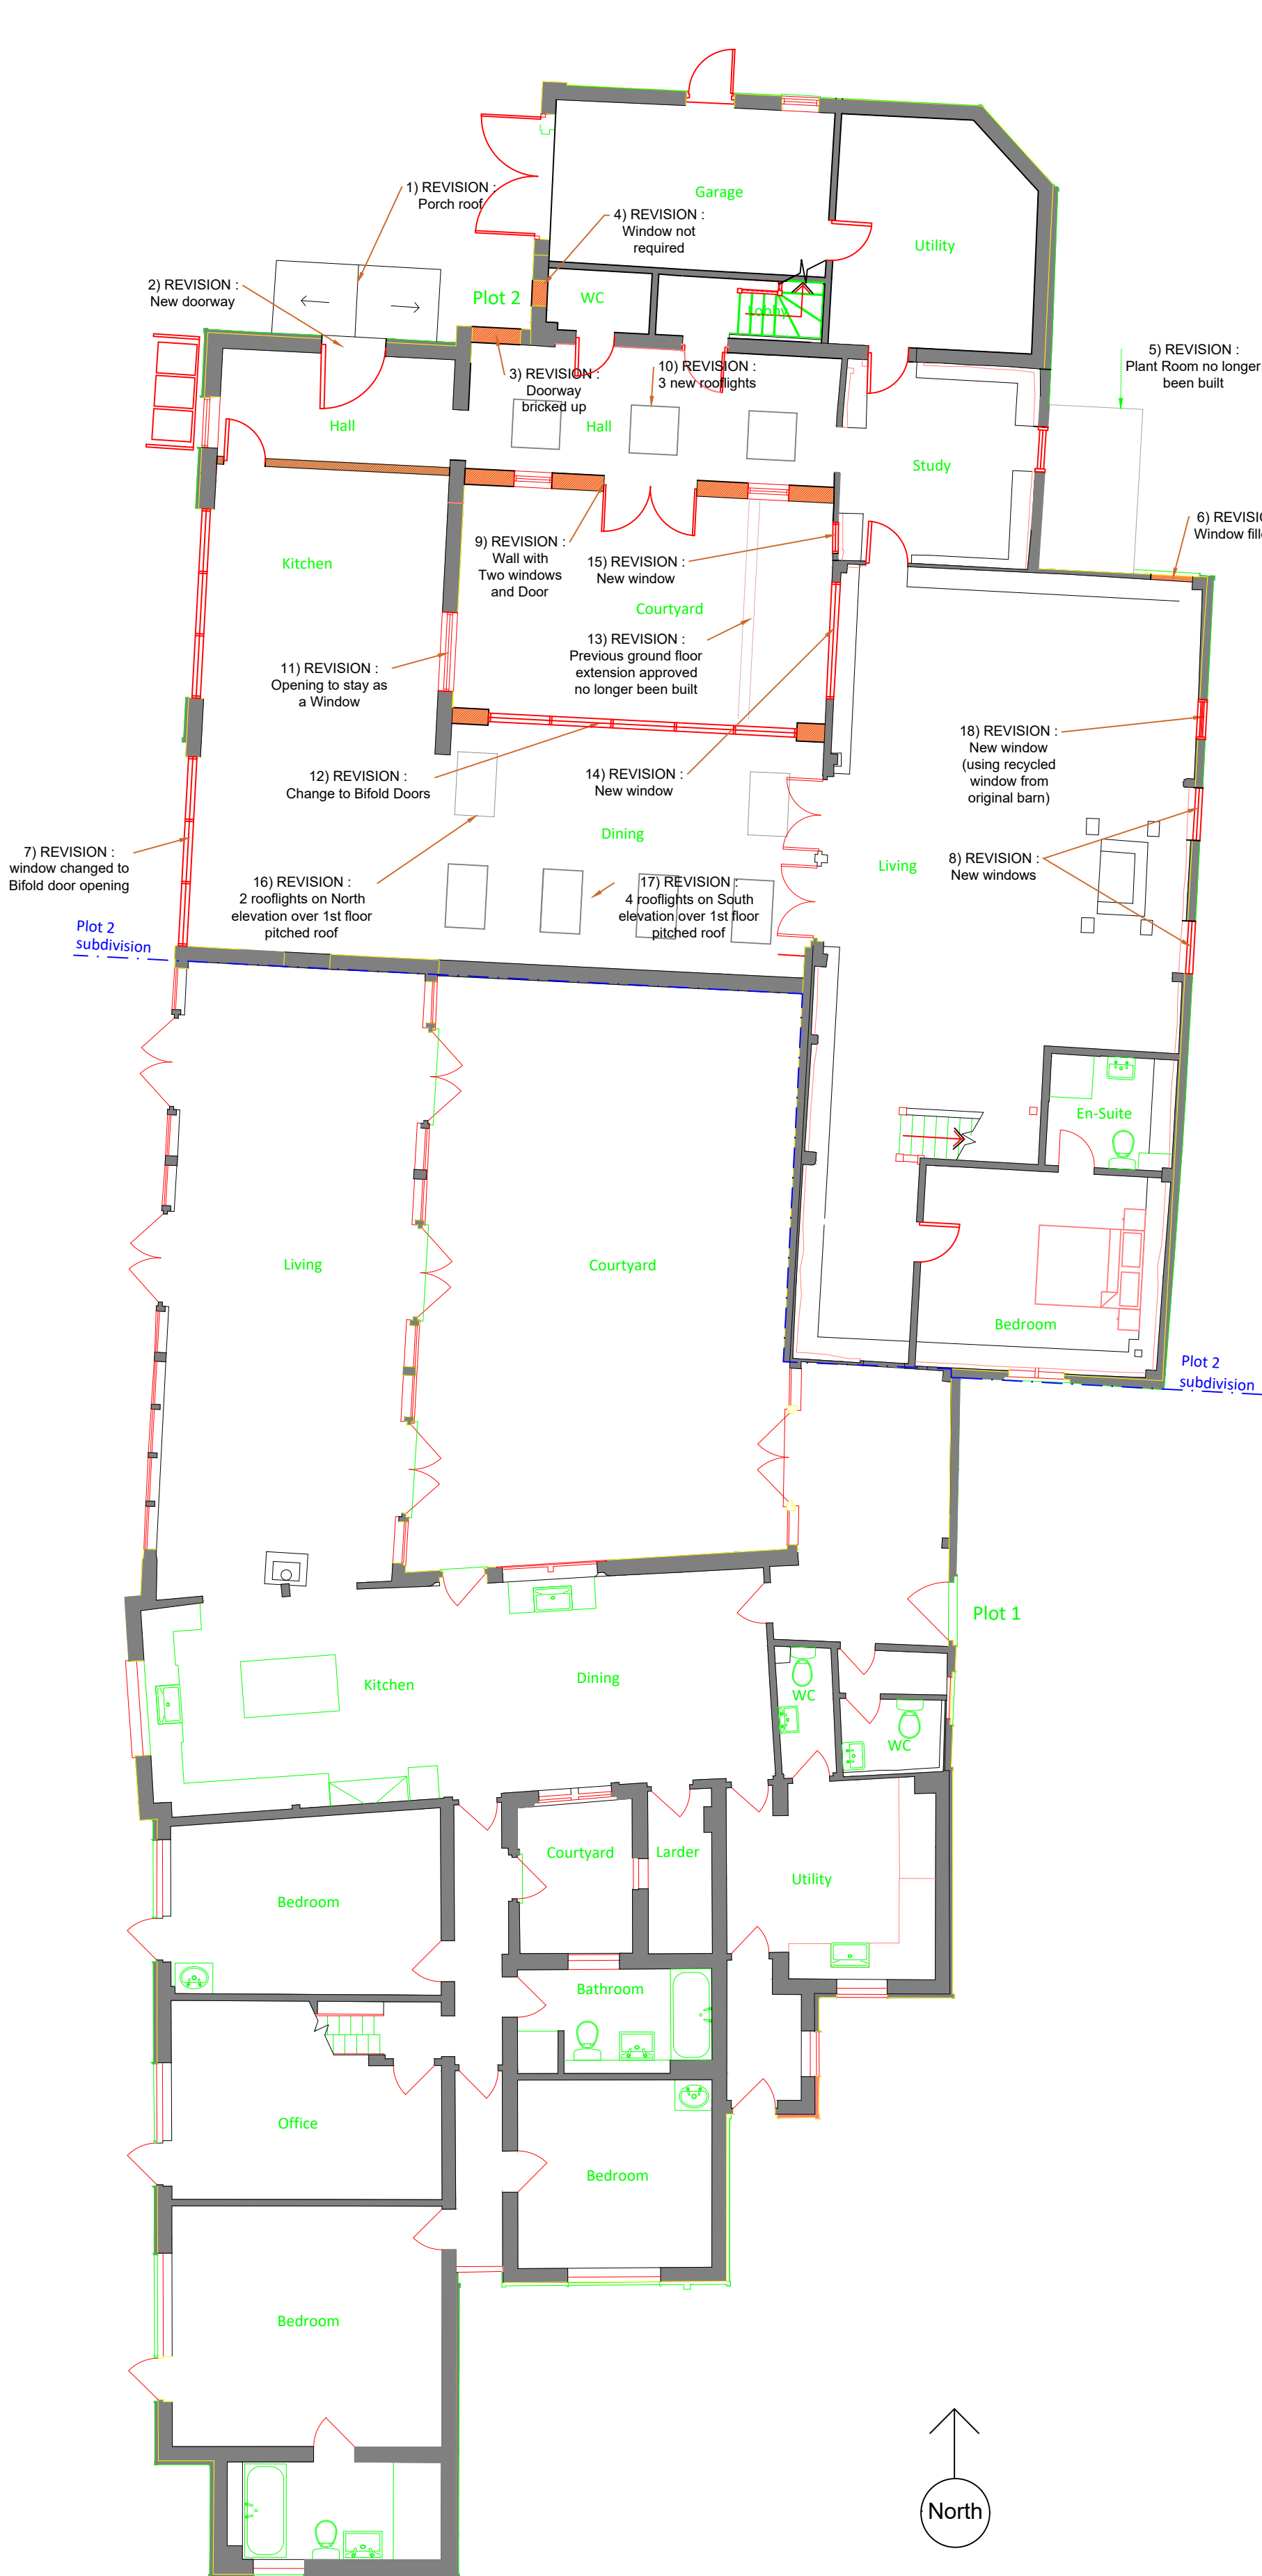 Garage
1) REVISION :
Porch roof
4) REVISION :
Window not
required
Utility
2) REVISION :
New doorway
Plot 2
WC
Lobby
3) REVISION :
Doorway
bricked up
10) REVISION :
3 new rooflights
5) REVISION :
Plant Room no longer
been built
Hall
Hall
Study
6)
Window
9) REVISION :
Wall with
Two windows
and Door
15) REVISION :
New window
Kitchen
Courtyard
13) REVISION :
Previous ground floor
extension approved
no longer been built
11) REVISION :
Opening to stay as
a Window
18) REVISION :
New window
(using recycled
window from
original barn)
12) REVISION :
Change to Bifold Doors
14) REVISION :
New window
Dining
7) REVISION :
window changed to
Bifold door opening
Living
8) REVISION :
New windows
16) REVISION :
2 rooflights on North
elevation over 1st floor
pitched roof
17) REVISION :
4 rooflights on South
elevation over 1st floor
pitched roof
Plot 2
subdivision
En-Suite
Living
Courtyard
Bedroom
Plot 2
subdivision
Plot 1
Kitchen
Dining
WC
WC
Courtyard
Larder
Utility
Bedroom
Bathroom
Office
Bedroom
Bedroom
North